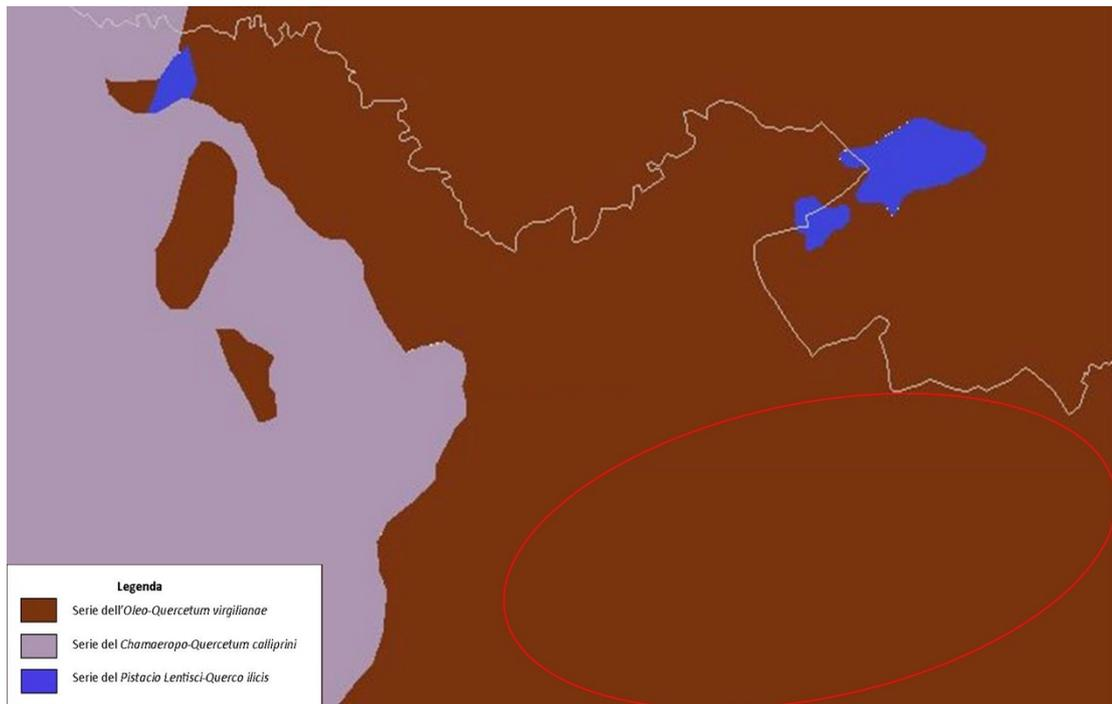 Legenda
Serie dell'Oleo-Quercetum virgilianae
Serie del Chamaeropo-Quercetum calliprini
Serie del Pistacio Lentisci-Querco ilicis